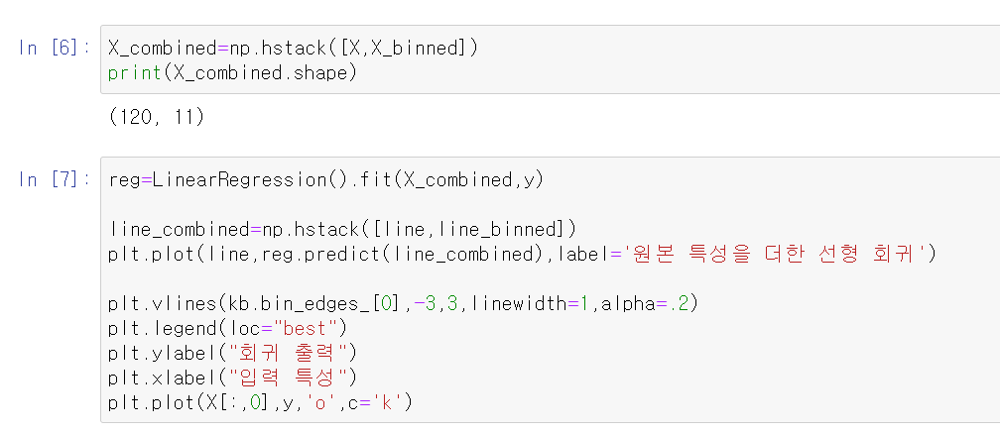 In [6]: X_combined=np.hstack([X,X_binned])
print(X_combined.shape)
(120, 11)
In [7]: reg=LinearRegression().fit(X_combined,y)
line_combined=np.hstack([line,line_binned])
plt.plot(line,reg.predict(line_combined),label='원본 특성을 더한 선형 회귀')
plt.vlines(kb.bin_edges_[0],-3,3,linewidth=1,alpha=.2)
plt.legend(loc="best")
plt.ylabel("회귀 출력")
plt.xlabel("입력 특성")
plt.plot(X[:,0],y,'o',c='k')